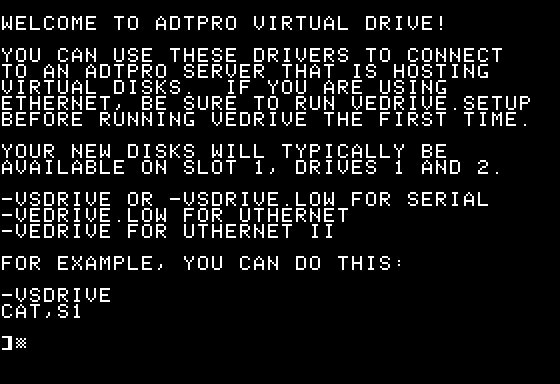 WELCOME TO ADTPRO VIRTUAL DRIVE!
YOU CAN USE THESE DRIVERS TO CONNECT
TO AN ADTPRO SERVER THAT IS HOSTING
VIRTUAL DISKS.  IF YOU ARE USING
ETHERNET, BE SURE TO RUN VEDRIVE.SETUP
BEFORE RUNNING VEDRIVE THE FIRST TIME.
YOUR NEW DISKS WILL TYPICALLY BE
AVAILABLE ON SLOT 1, DRIVES 1 AND 2.
-VSDRIVE OR -VSDRIVE.LOW FOR SERIAL
-VEDRIVE.LOW FOR UTHERNET
-VEDRIVE FOR UTHERNET II
FOR EXAMPLE, YOU CAN DO THIS:
-VSDRIVE
CAT,S1
]